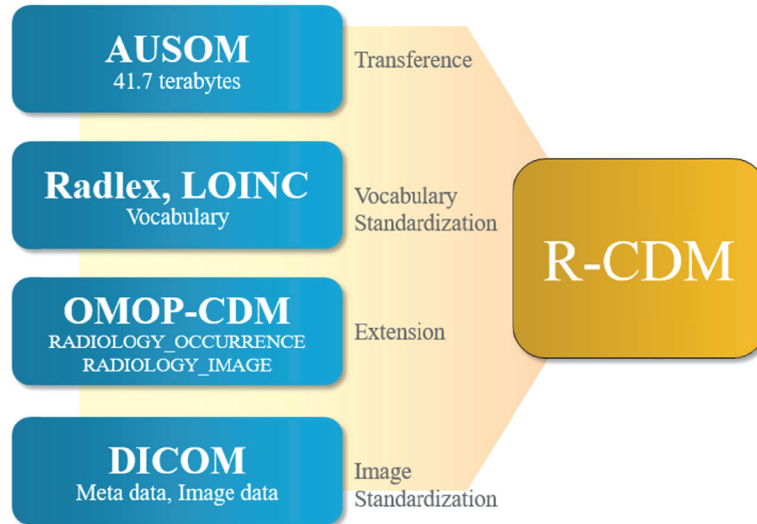 AUSOM
41.7 terabytes
Transference
Radlex, LOINC
Vocabulary
Vocabulary
Standardization
OMOP-CDM
RADIOLOGY_OCCURRENCE
RADIOLOGY_IMAGE
Extension
DICOM
Meta data, Image data
Image
Standardization
R-CDM